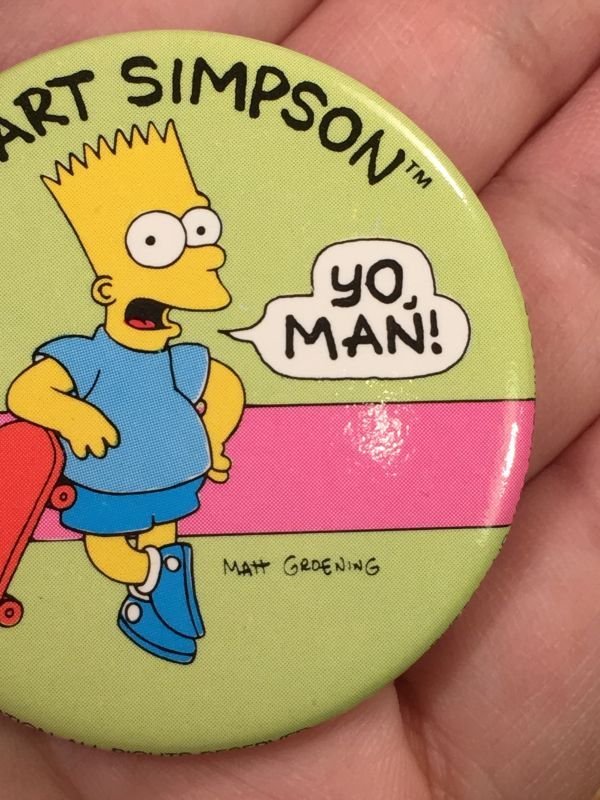 ART SIMPSON™
YO,
MAN!
MATT GROENING